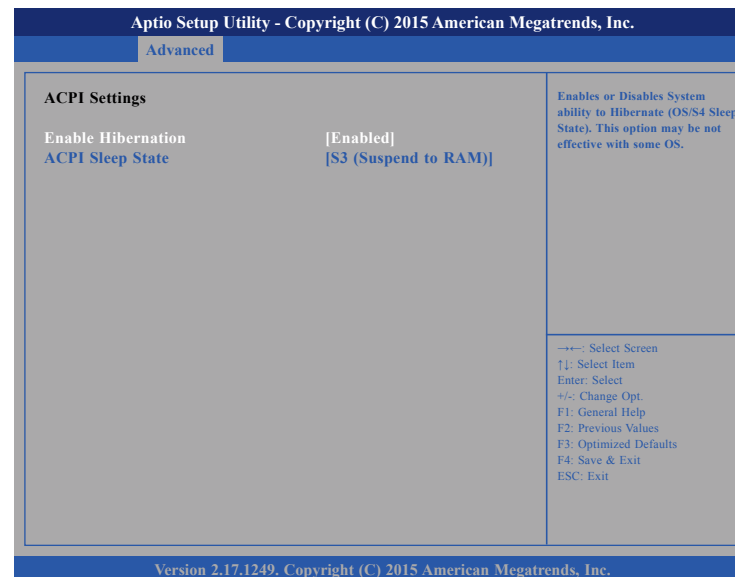 Aptio Setup Utility - Copyright (C) 2015 American Megatrends, Inc.
Advanced
ACPI Settings
Enable Hibernation [Enabled]
ACPI Sleep State [S3 (Suspend to RAM)]
Enables or Disables System
ability to Hibernate (OS/S4 Sleep
State). This option may be not
effective with some OS.
→←: Select Screen
↑↓: Select Item
Enter: Select
+/-: Change Opt.
F1: General Help
F2: Previous Values
F3: Optimized Defaults
F4: Save & Exit
ESC: Exit
Version 2.17.1249. Copyright (C) 2015 American Megatrends, Inc.